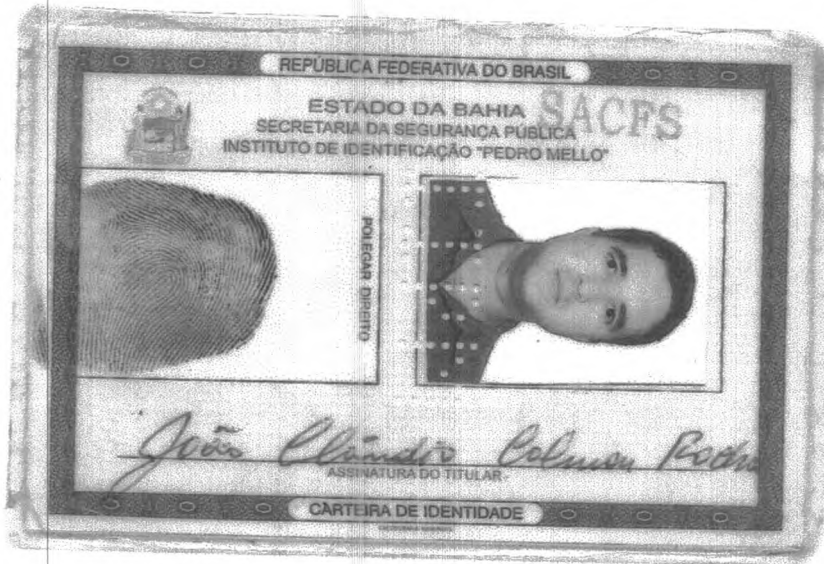 REPÚBLICA FEDERATIVA DO BRASIL
ESTADO DA BAHIA
SACFS
SECRETARIA DA SEGURANÇA PÚBLICA
INSTITUTO DE IDENTIFICAÇÃO "PEDRO MELLO"
POLEGAR DIREITO
João Cláudio Colmon
ASSINATURA DO TITULAR
CARTEIRA DE IDENTIDADE